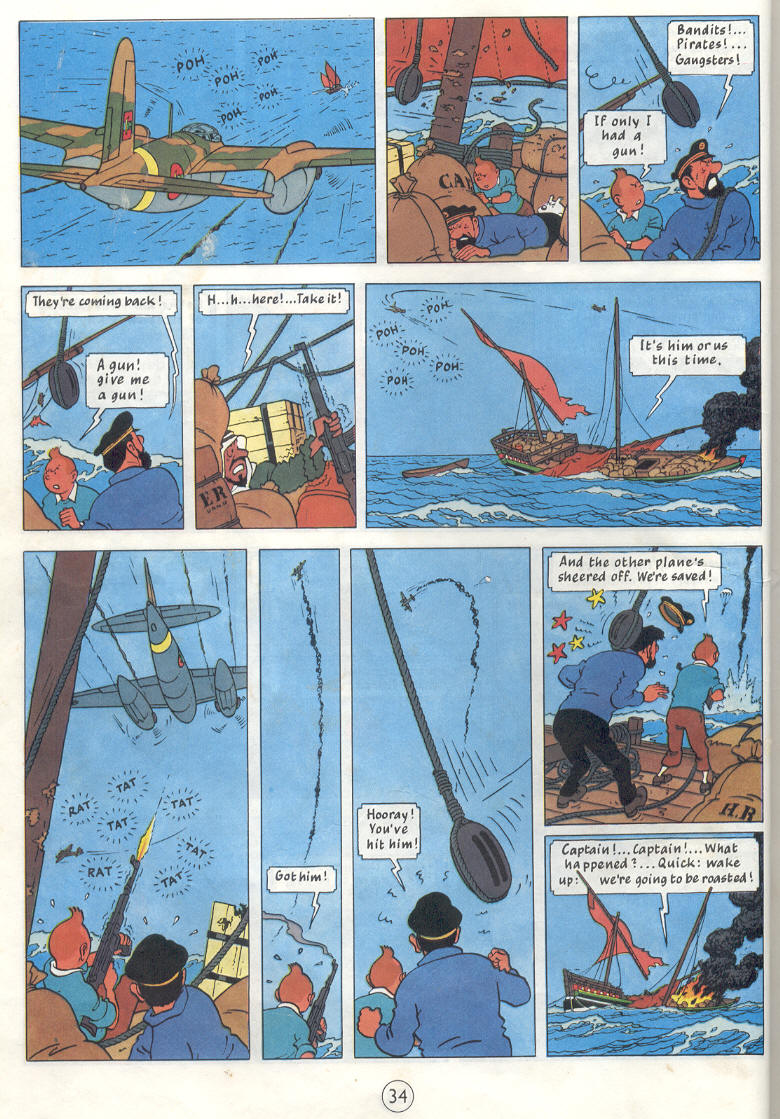 POH
POH
POH
POH
POH
CA
Bandits!...
Pirates!...
Gangsters!
If only I
had a
gun!
They're coming back!
A gun!
give me
a gun!
H...h...here!...Take it!
E.R
POH
POH
POH
POH
POH
It's him or us
this time.
RAT
TAT
TAT
TAT
RAT
TAT
TAT
Got him!
Hooray!
You've
hit him!
And the other plane's
sheered off. We're saved!
H.R
Captain!...Captain!...What
happened?...Quick: wake
up: we're going to be roasted!
34